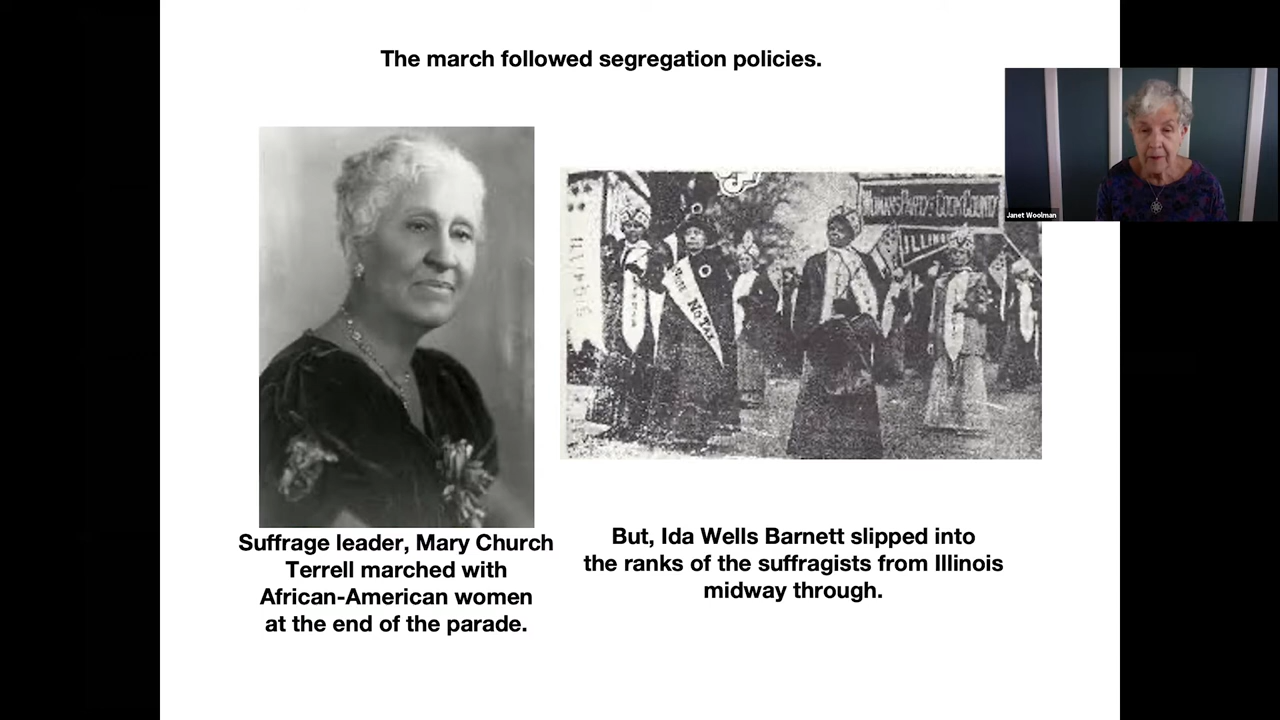 The march followed segregation policies.
Janet Woolman
WOMAN'S PARTY OF COOK COUNTY
ILLIN
NO TAX
Suffrage leader, Mary Church
Terrell marched with
African-American women
at the end of the parade.
But, Ida Wells Barnett slipped into
the ranks of the suffragists from Illinois
midway through.